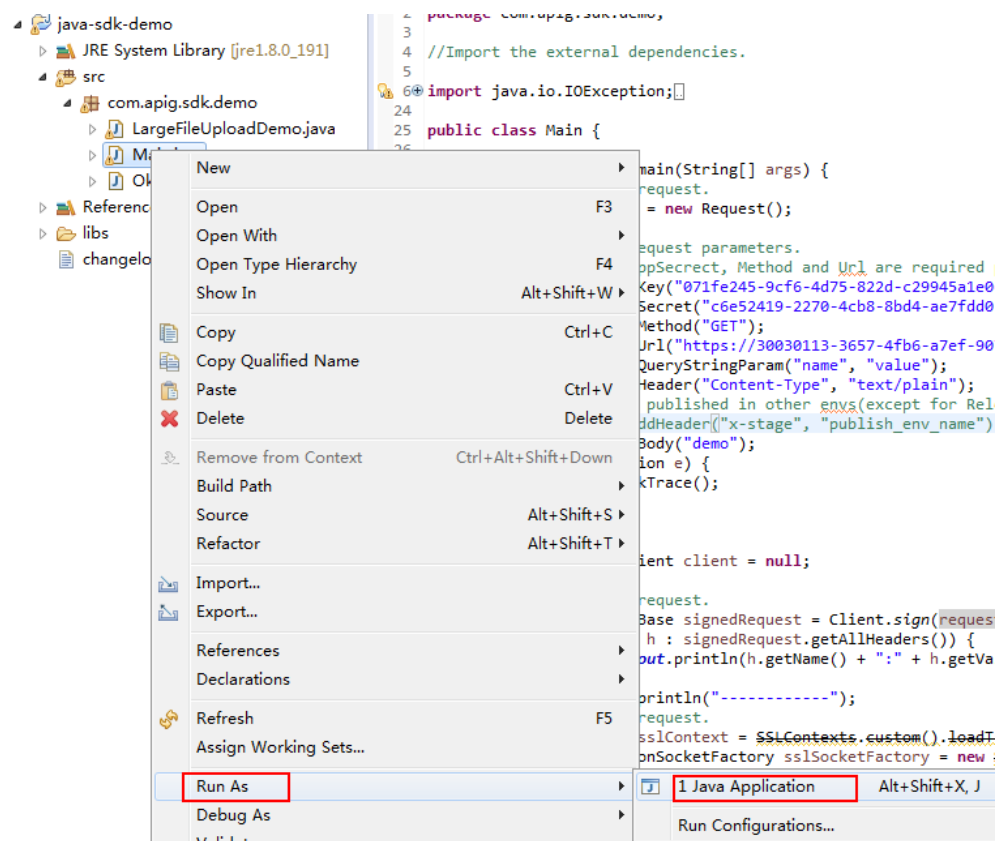 java-sdk-demo
JRE System Library [jre1.8.0_191]
src
com.apig.sdk.demo
LargeFileUploadDemo.java
libs
2 package com.apig.sdk.demo;
3
4 //Import the external dependencies.
5
6 import java.io.IOException;
24
25 public class Main {
26
main(String[] args) {
request.
= new Request();
equest parameters.
ppSecrect, Method and Url are required
Key("071fe245-9cf6-4d75-822d-c29945a1e0
Secret("c6e52419-2270-4cb8-8bd4-ae7fdd0
Method("GET");
Url("https://30030113-3657-4fb6-a7ef-90
QueryStringParam("name", "value");
Header("Content-Type", "text/plain");
published in other envs(except for Rel
ddHeader("x-stage", "publish_env_name")
Body("demo");
ion e) {
kTrace();
ient client = null;
request.
Base signedRequest = Client.sign(reques
h : signedRequest.getAllHeaders()) {
out.println(h.getName() + ":" + h.getVa
println("------------");
request.
sslContext = SSLContexts.custom().loadT
onSocketFactory sslSocketFactory = new
New
Open F3
Open With
Open Type Hierarchy F4
Show In Alt+Shift+W
Copy Ctrl+C
Copy Qualified Name
Paste Ctrl+V
Delete Delete
Remove from Context Ctrl+Alt+Shift+Down
Build Path
Source Alt+Shift+S
Refactor Alt+Shift+T
Import...
Export...
References
Declarations
Refresh F5
Assign Working Sets...
Run As
Debug As
1 Java Application Alt+Shift+X, J
Run Configurations...